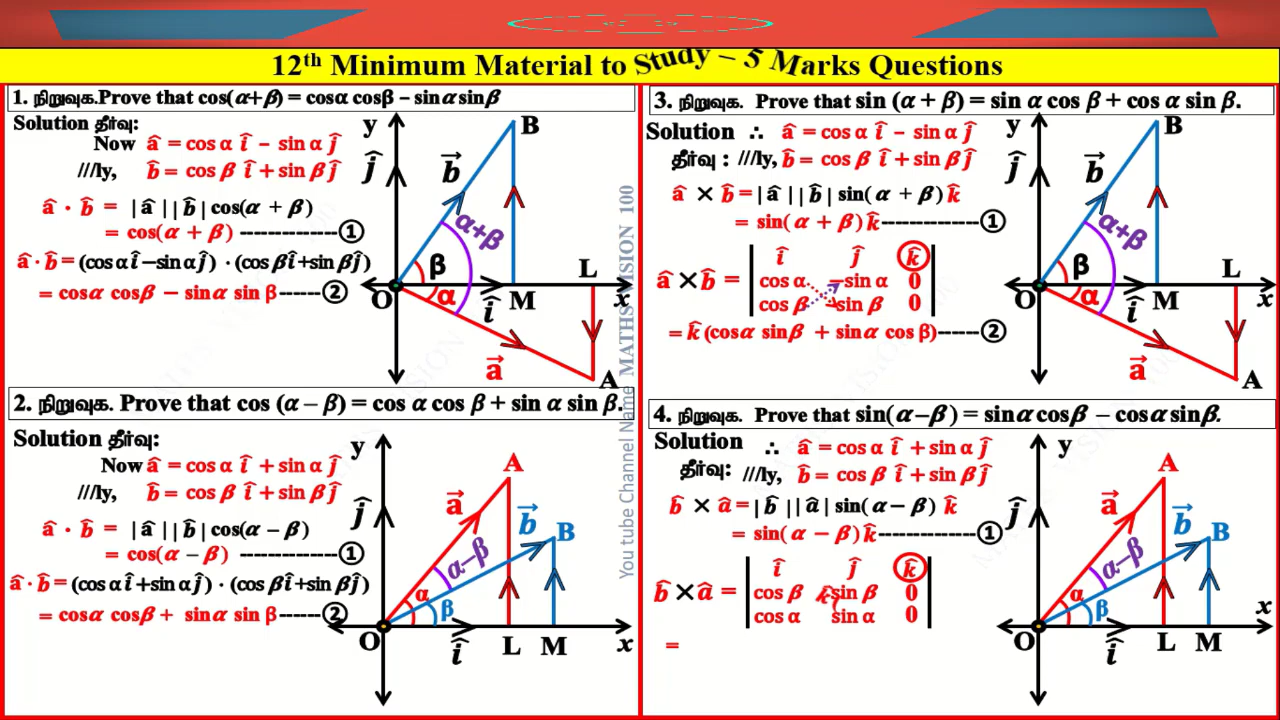 12th Minimum Material to Study – 5 Marks Questions
1. நிறுவுக.Prove that cos(α+β) = cosα cosβ – sinα sinβ
Solution தீர்வு:
Now â = cos α î – sin α ĵ
///ly, b̂ = cos β î + sin β ĵ
â · b̂ = |â||b̂| cos(α + β)
= cos(α + β) -------------①
â · b̂ = (cos α î – sin α ĵ) · (cos β î + sin β ĵ)
= cosα cosβ – sinα sin β------②
y
B
ĵ
b⃗
α+β
β
α
L
O
î
M
x
a⃗
A
2. நிறுவுக. Prove that cos (α – β) = cos α cos β + sin α sin β.
Solution தீர்வு:
Now â = cos α î + sin α ĵ
///ly, b̂ = cos β î + sin β ĵ
â · b̂ = |â||b̂| cos(α – β)
= cos(α – β) -------------①
â · b̂ = (cos α î + sin α ĵ) · (cos β î + sin β ĵ)
= cosα cosβ + sinα sin β------②
y
A
ĵ
a⃗
b⃗
B
α–β
α
β
O
î
L
M
x
You tube Channel Name MATHS VISION 100
3. நிறுவுக. Prove that sin (α + β) = sin α cos β + cos α sin β.
Solution ∴ â = cos α î – sin α ĵ
தீர்வு : ///ly, b̂ = cos β î + sin β ĵ
â × b̂ = |â||b̂| sin(α + β) k̂
= sin(α + β) k̂-------------①
î ĵ k̂
â × b̂ = cos α –sin α 0
cos β sin β 0
= k̂ (cosα sinβ + sinα cos β)------②
y
B
ĵ
b⃗
α+β
β
α
L
O
î
M
x
a⃗
A
4. நிறுவுக. Prove that sin(α–β) = sinα cosβ – cosα sinβ.
Solution ∴ â = cos α î + sin α ĵ
தீர்வு: ///ly, b̂ = cos β î + sin β ĵ
b̂ × â = |b̂||â| sin(α – β) k̂
= sin(α – β) k̂-------------①
î ĵ k̂
b̂ × â = cos β sin β 0
cos α sin α 0
=
y
A
ĵ
a⃗
b⃗
B
α–β
α
β
x
O
î
L
M